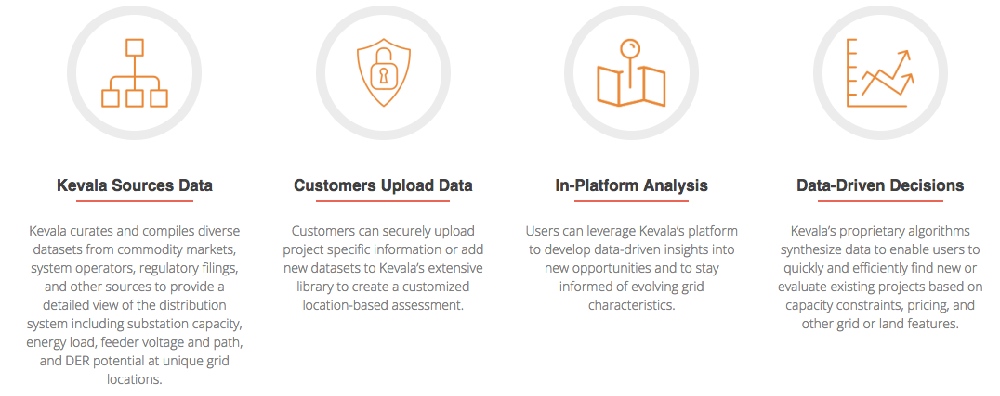 Kevala Sources Data
Kevala curates and compiles diverse
datasets from commodity markets,
system operators, regulatory filings,
and other sources to provide a
detailed view of the distribution
system including substation capacity,
energy load, feeder voltage and path,
and DER potential at unique grid
locations.
Customers Upload Data
Customers can securely upload
project specific information or add
new datasets to Kevala's extensive
library to create a customized
location-based assessment.
In-Platform Analysis
Users can leverage Kevala's platform
to develop data-driven insights into
new opportunities and to stay
informed of evolving grid
characteristics.
Data-Driven Decisions
Kevala's proprietary algorithms
synthesize data to enable users to
quickly and efficiently find new or
evaluate existing projects based on
capacity constraints, pricing, and
other grid or land features.